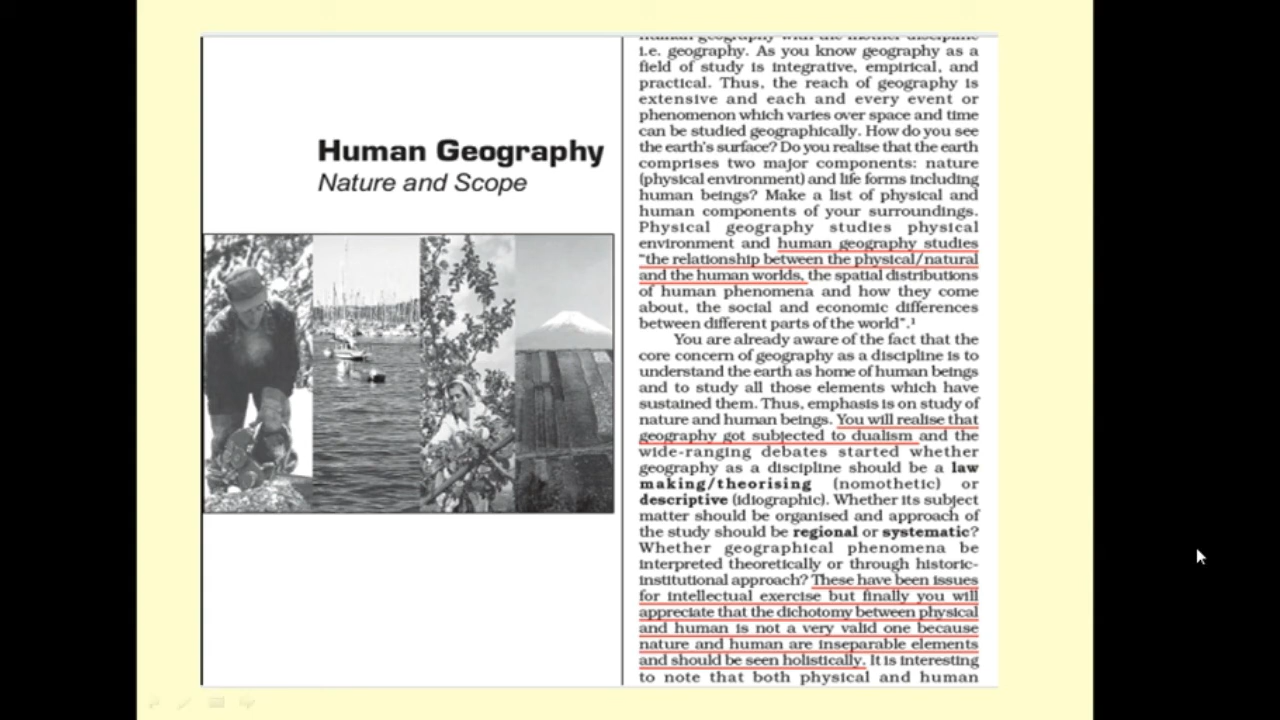 Human Geography
Nature and Scope
human geography with the mother discipline
i.e. geography. As you know geography as a
field of study is integrative, empirical, and
practical. Thus, the reach of geography is
extensive and each and every event or
phenomenon which varies over space and time
can be studied geographically. How do you see
the earth's surface? Do you realise that the earth
comprises two major components: nature
(physical environment) and life forms including
human beings? Make a list of physical and
human components of your surroundings.
Physical geography studies physical
environment and human geography studies
“the relationship between the physical/natural
and the human worlds, the spatial distributions
of human phenomena and how they come
about, the social and economic differences
between different parts of the world”.¹
You are already aware of the fact that the
core concern of geography as a discipline is to
understand the earth as home of human beings
and to study all those elements which have
sustained them. Thus, emphasis is on study of
nature and human beings. You will realise that
geography got subjected to dualism and the
wide-ranging debates started whether
geography as a discipline should be a law
making/theorising (nomothetic) or
descriptive (idiographic). Whether its subject
matter should be organised and approach of
the study should be regional or systematic?
Whether geographical phenomena be
interpreted theoretically or through historic-
institutional approach? These have been issues
for intellectual exercise but finally you will
appreciate that the dichotomy between physical
and human is not a very valid one because
nature and human are inseparable elements
and should be seen holistically. It is interesting
to note that both physical and human